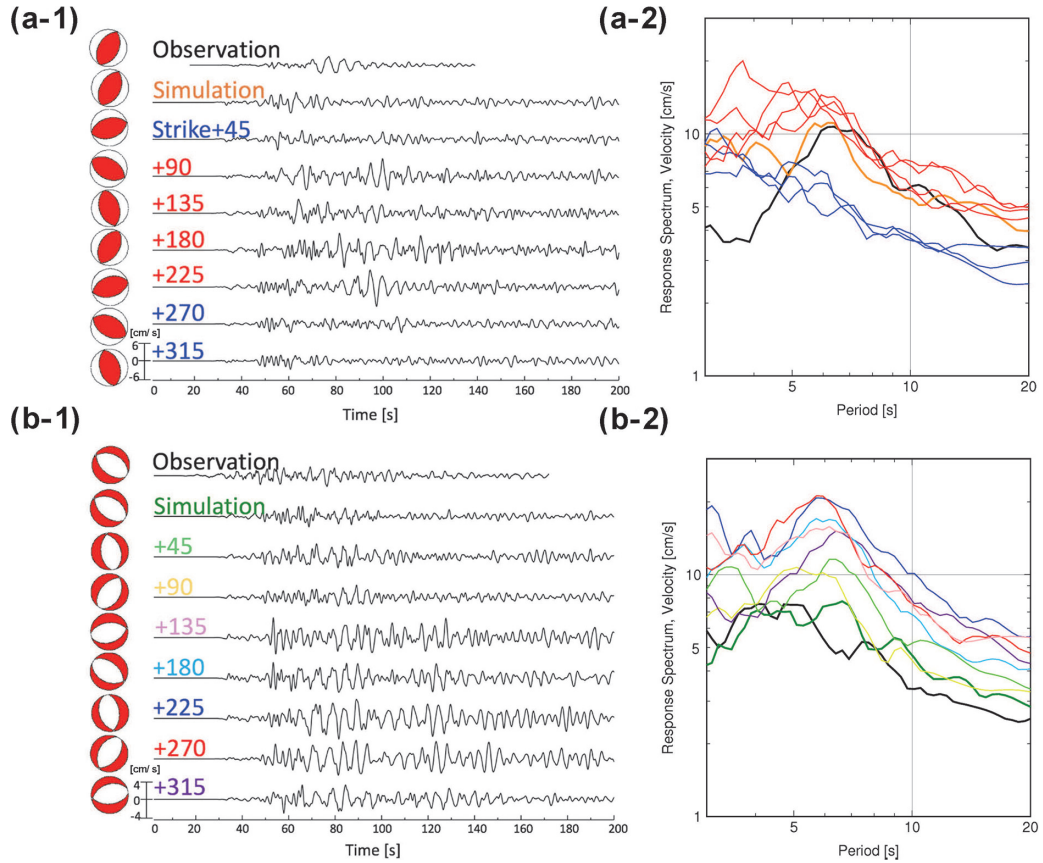 (a-1)
Observation
Simulation
Strike+45
+90
+135
+180
+225
+270
+315
[cm/ s]
6
0
-6
0 20 40 60 80 100 120 140 160 180 200
Time [s]
(a-2)
Response Spectrum, Velocity [cm/s]
10
5
1
5 10 20
Period [s]
(b-1)
Observation
Simulation
+45
+90
+135
+180
+225
+270
+315
[cm/ s]
4
0
-4
0 20 40 60 80 100 120 140 160 180 200
Time [s]
(b-2)
Response Spectrum, Velocity [cm/s]
10
5
1
5 10 20
Period [s]